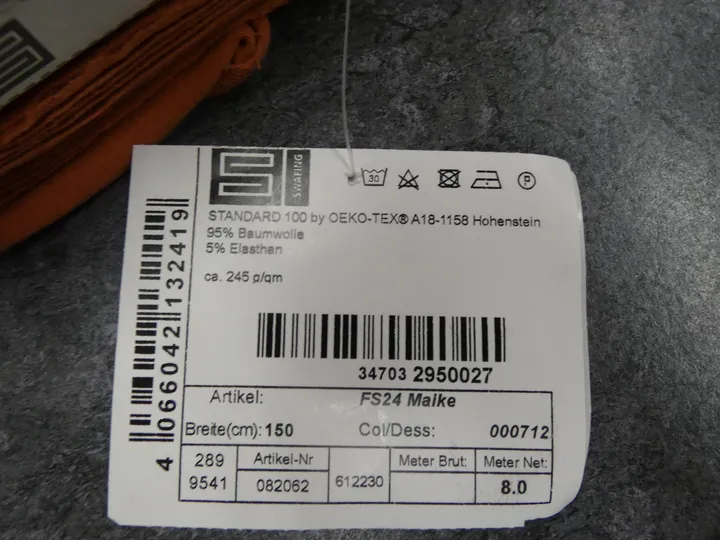 SWAFING
30
P
STANDARD 100 by OEKO-TEX® A18-1158 Hohenstein
95% Baumwolle
5% Elasthan
ca. 245 g/qm
4 066042 132419
34703 2950027
Artikel: FS24 Maike
Breite(cm): 150 Col/Dess: 000712
289 Artikel-Nr Meter Brut: Meter Net:
9541 082062 612230 8.0